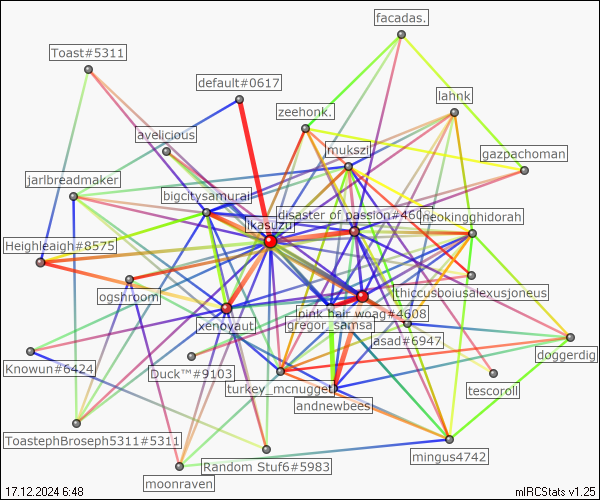 facadas.
Toast#5311
default#0617
lahnk
zeehonk.
avelicious
mukszi
gazpachoman
jarlbreadmaker
bigcitysamurai
disaster of passion#460
neokingghidorah
ikasuzu
Heighleaigh#8575
thiccusboiusalexusjoneus
ogshroom
pink hair woag#4608
xenoyaut
gregor_samsa
asad#6947
doggerdig
Knowun#6424
Duck™#9103
turkey_mcnugget
tescoroll
andnewbees
ToastephBroseph5311#5311
mingus4742
Random Stuf6#5983
moonraven
17.12.2024 6:48
mIRCStats v1.25